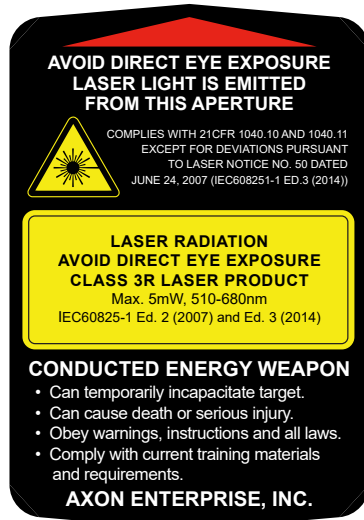 AVOID DIRECT EYE EXPOSURE
LASER LIGHT IS EMITTED
FROM THIS APERTURE
COMPLIES WITH 21CFR 1040.10 AND 1040.11
EXCEPT FOR DEVIATIONS PURSUANT
TO LASER NOTICE NO. 50 DATED
JUNE 24, 2007 (IEC608251-1 ED.3 (2014))
LASER RADIATION
AVOID DIRECT EYE EXPOSURE
CLASS 3R LASER PRODUCT
Max. 5mW, 510-680nm
IEC60825-1 Ed. 2 (2007) and Ed. 3 (2014)
CONDUCTED ENERGY WEAPON
• Can temporarily incapacitate target.
• Can cause death or serious injury.
• Obey warnings, instructions and all laws.
• Comply with current training materials
and requirements.
AXON ENTERPRISE, INC.